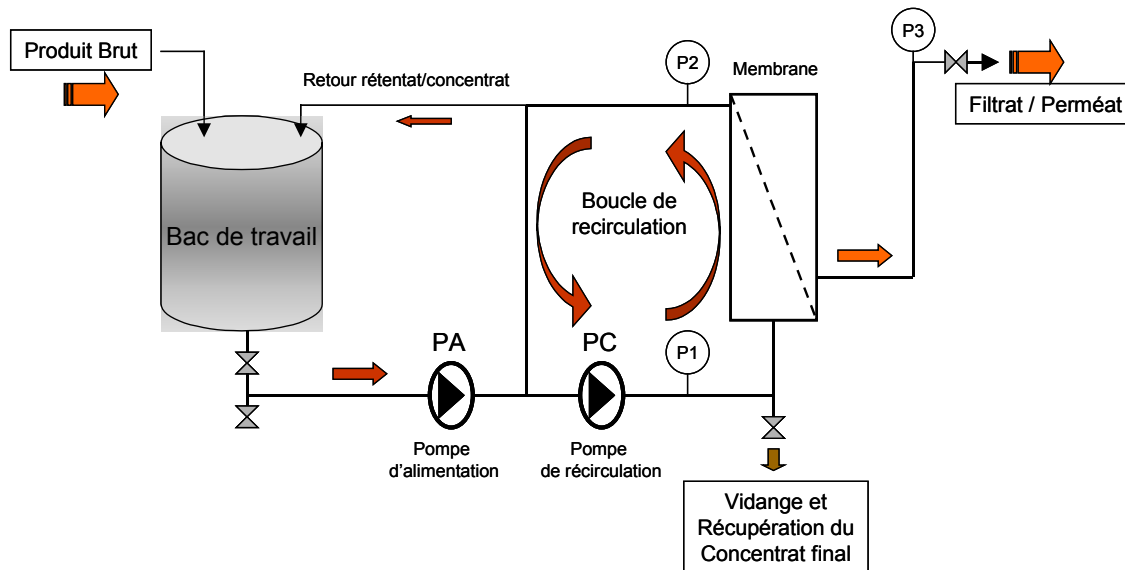 Produit Brut
Retour rétentat/concentrat
P2
Membrane
P3
Filtrat / Perméat
Bac de travail
Boucle de
recirculation
PA
PC
P1
Pompe
d'alimentation
Pompe
de récirculation
Vidange et
Récupération du
Concentrat final